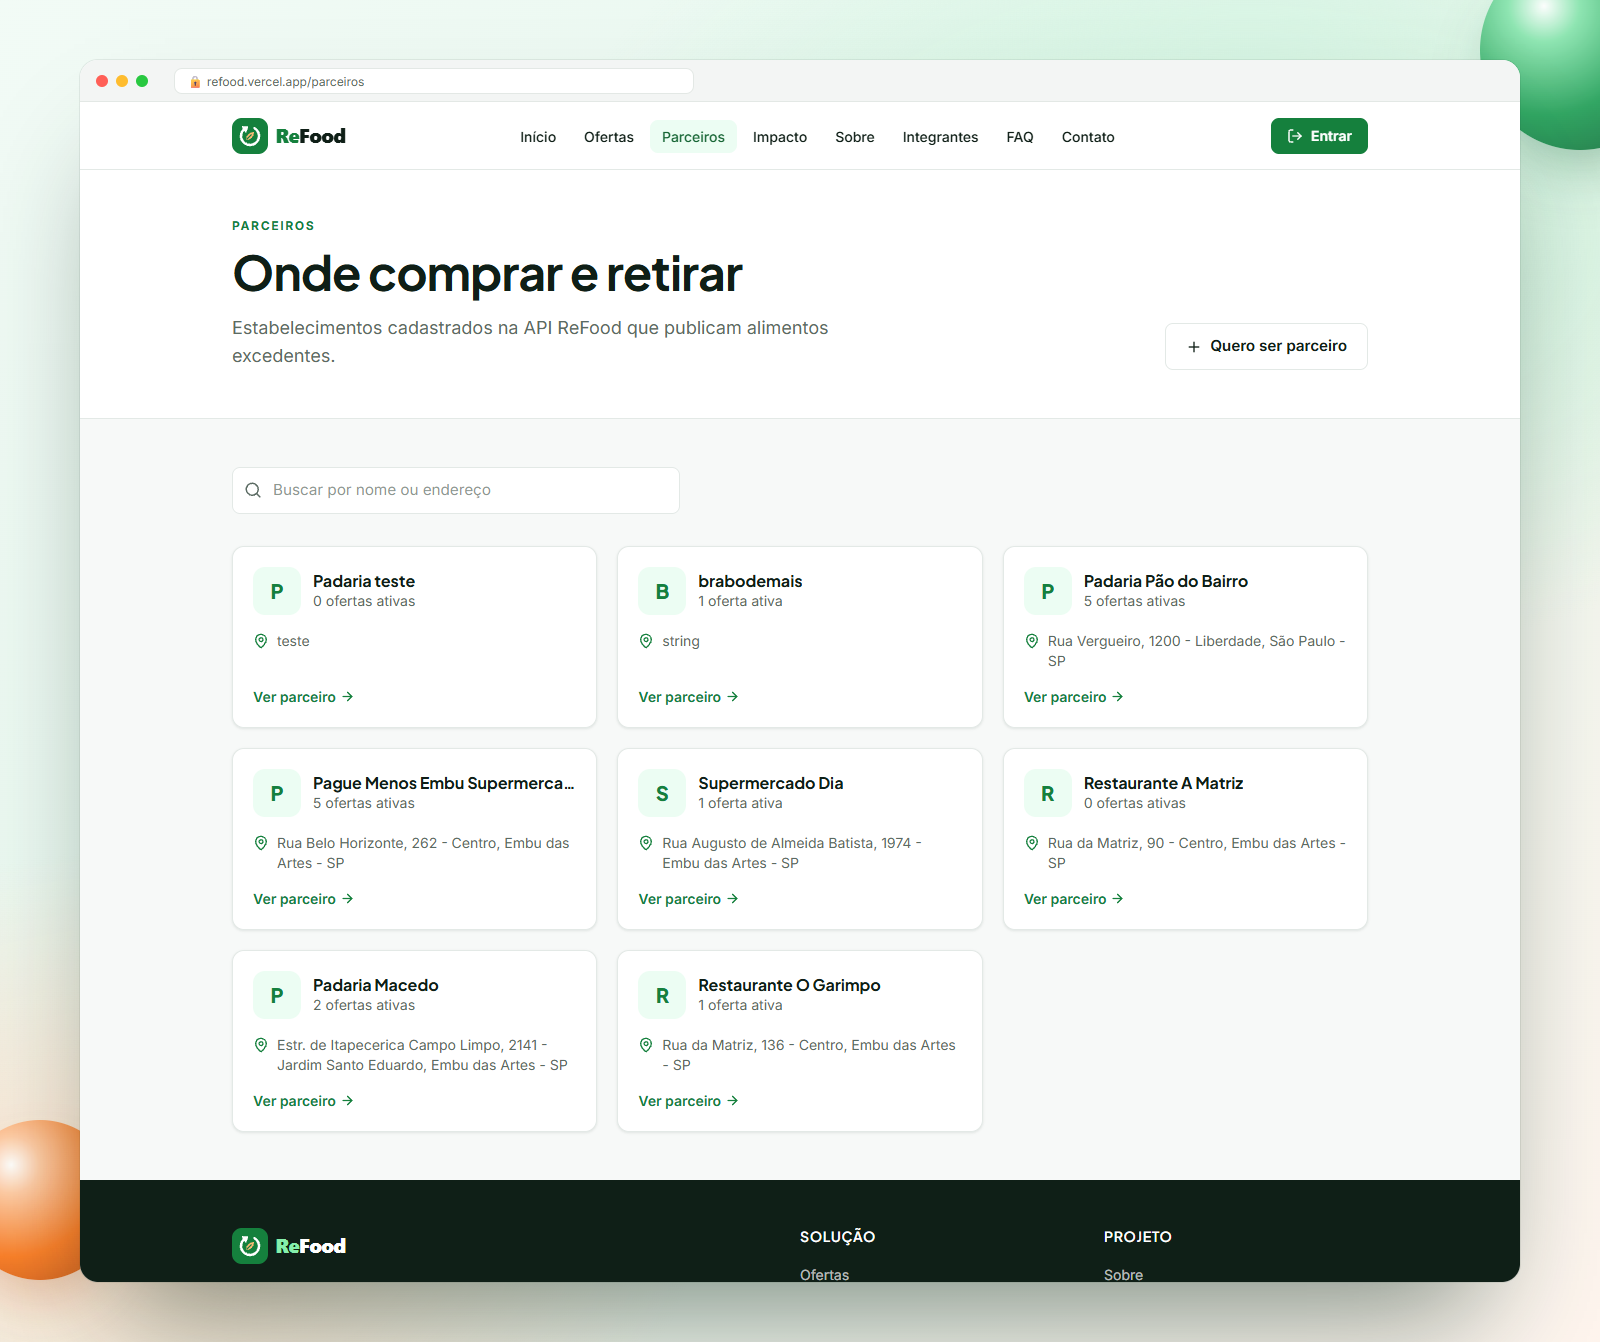 refood.vercel.app/parceiros
ReFood
Início
Ofertas
Parceiros
Impacto
Sobre
Integrantes
FAQ
Contato
Entrar
PARCEIROS
Onde comprar e retirar
Estabelecimentos cadastrados na API ReFood que publicam alimentos
excedentes.
Quero ser parceiro
Buscar por nome ou endereço
P
Padaria teste
0 ofertas ativas
teste
Ver parceiro
B
brabodemais
1 oferta ativa
string
Ver parceiro
P
Padaria Pão do Bairro
5 ofertas ativas
Rua Vergueiro, 1200 - Liberdade, São Paulo -
SP
Ver parceiro
P
Pague Menos Embu Supermerca...
5 ofertas ativas
Rua Belo Horizonte, 262 - Centro, Embu das
Artes - SP
Ver parceiro
S
Supermercado Dia
1 oferta ativa
Rua Augusto de Almeida Batista, 1974 -
Embu das Artes - SP
Ver parceiro
R
Restaurante A Matriz
0 ofertas ativas
Rua da Matriz, 90 - Centro, Embu das Artes -
SP
Ver parceiro
P
Padaria Macedo
2 ofertas ativas
Estr. de Itapecerica Campo Limpo, 2141 -
Jardim Santo Eduardo, Embu das Artes - SP
Ver parceiro
R
Restaurante O Garimpo
1 oferta ativa
Rua da Matriz, 136 - Centro, Embu das Artes
- SP
Ver parceiro
ReFood
SOLUÇÃO
Ofertas
PROJETO
Sobre